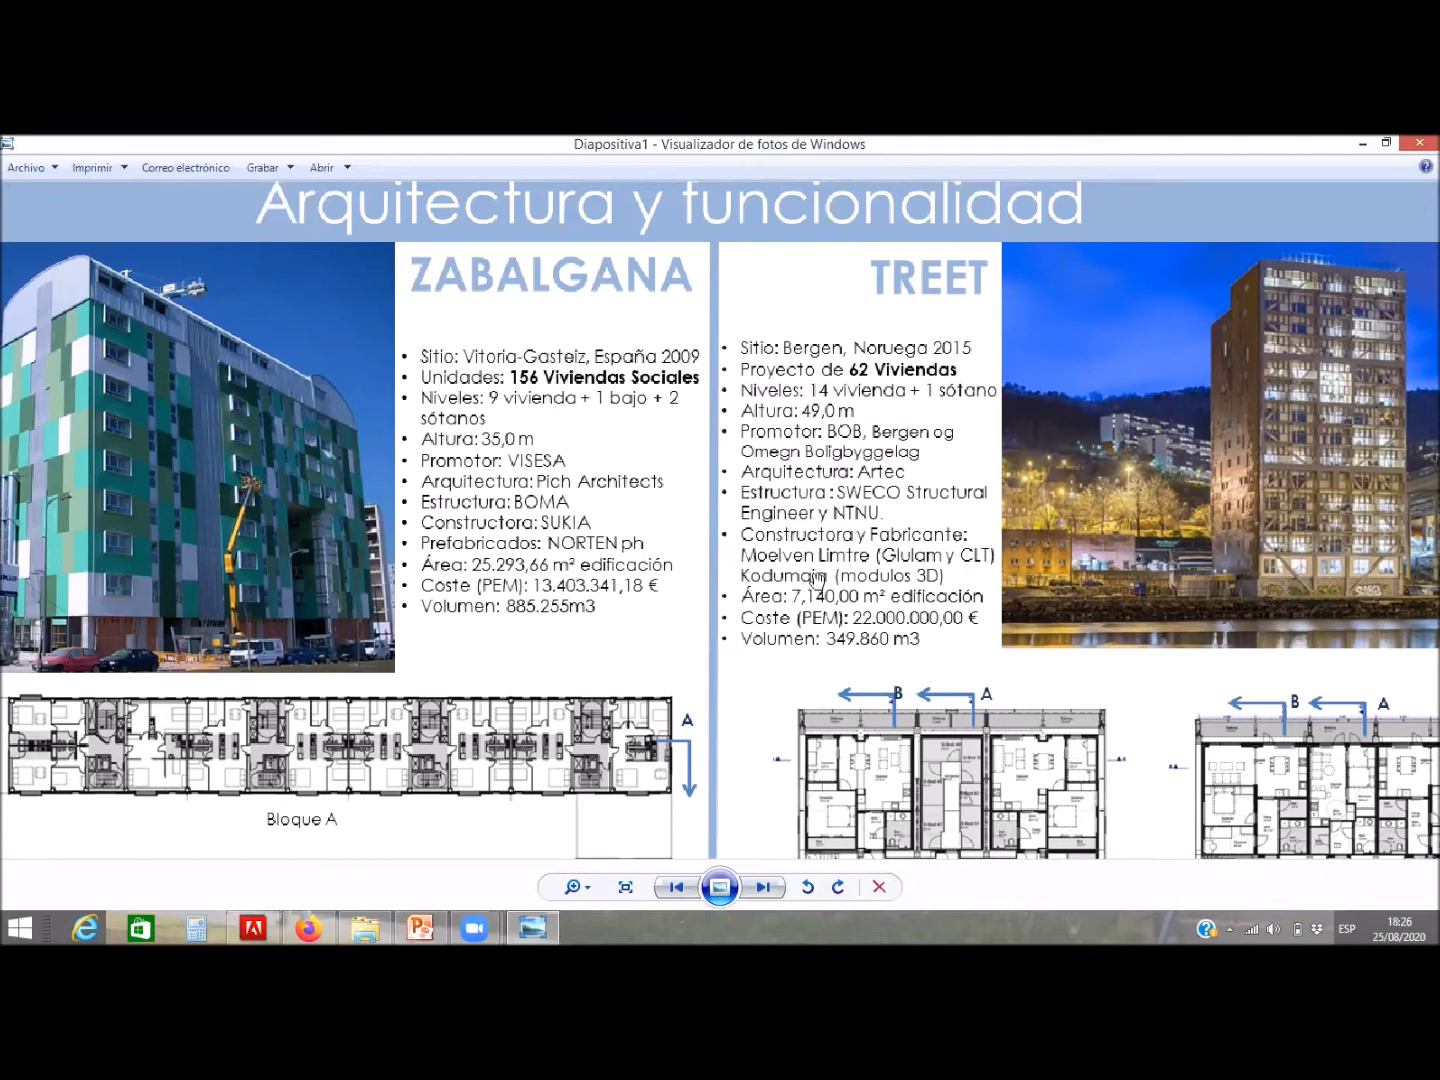 Diapositiva1 - Visualizador de fotos de Windows
Archivo Imprimir Correo electrónico Grabar Abrir
Arquitectura y funcionalidad
ZABALGANA
• Sitio: Vitoria-Gasteiz, España 2009
• Unidades: 156 Viviendas Sociales
• Niveles: 9 vivienda + 1 bajo + 2
sótanos
• Altura: 35,0 m
• Promotor: VISESA
• Arquitectura: Pich Architects
• Estructura: BOMA
• Constructora: SUKIA
• Prefabricados: NORTEN ph
• Área: 25.293,66 m² edificación
• Coste (PEM): 13.403.341,18 €
• Volumen: 885.255m3
TREET
• Sitio: Bergen, Noruega 2015
• Proyecto de 62 Viviendas
• Niveles: 14 vivienda + 1 sótano
• Altura: 49,0 m
• Promotor: BOB, Bergen og
Omegn Boligbyggelag
• Arquitectura: Artec
• Estructura : SWECO Structural
Engineer y NTNU.
• Constructora y Fabricante:
Moelven Limtre (Glulam y CLT)
(modulos 3D)
• Área: 7,140,00 m² edificación
• Coste (PEM): 22.000.000,00 €
• Volumen: 349.860 m3
A
Bloque A
B A
B A
ESP
18:26
25/08/2020